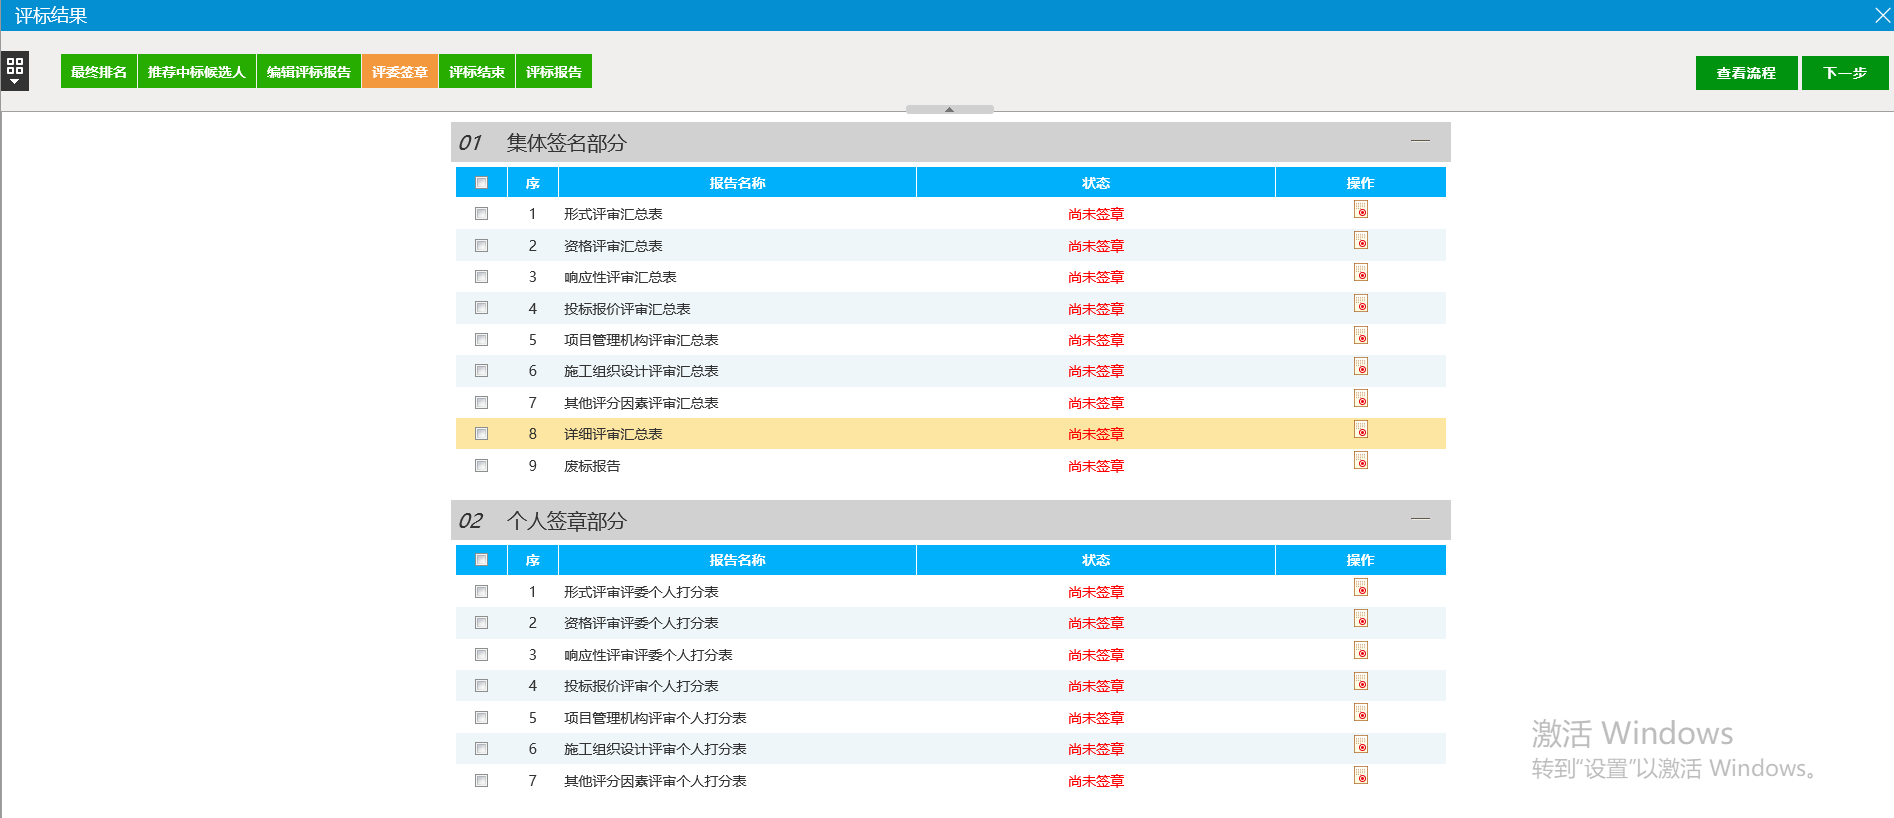 评标结果
最终排名 推荐中标候选人 编辑评标报告 评委签章 评标结束 评标报告 查看流程 下一步
01 集体签名部分
序 报告名称 状态 操作
1 形式评审汇总表 尚未签章
2 资格评审汇总表 尚未签章
3 响应性评审汇总表 尚未签章
4 投标报价评审汇总表 尚未签章
5 项目管理机构评审汇总表 尚未签章
6 施工组织设计评审汇总表 尚未签章
7 其他评分因素评审汇总表 尚未签章
8 详细评审汇总表 尚未签章
9 废标报告 尚未签章
02 个人签章部分
序 报告名称 状态 操作
1 形式评审评委个人打分表 尚未签章
2 资格评审评委个人打分表 尚未签章
3 响应性评审评委个人打分表 尚未签章
4 投标报价评审个人打分表 尚未签章
5 项目管理机构评审个人打分表 尚未签章
6 施工组织设计评审个人打分表 尚未签章
7 其他评分因素评审个人打分表 尚未签章
激活 Windows
转到“设置”以激活 Windows。